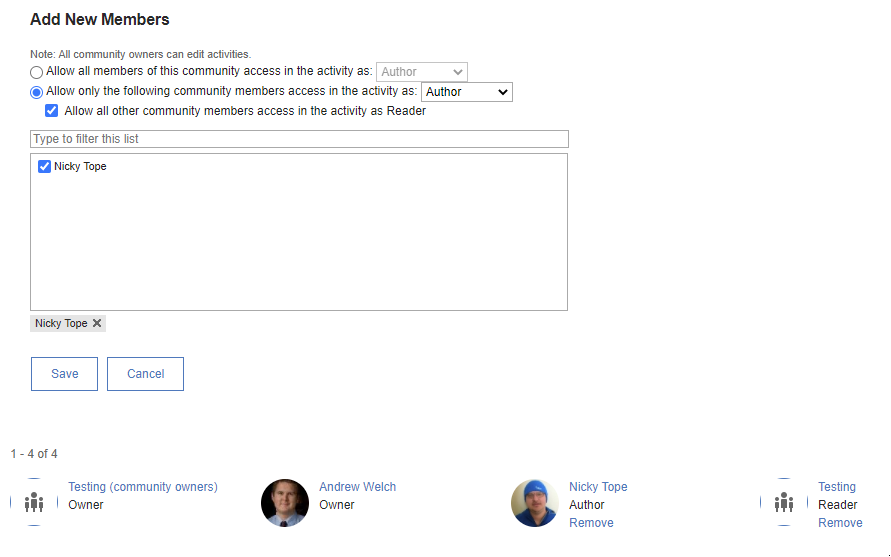 Add New Members
Note: All community owners can edit activities.
Allow all members of this community access in the activity as: Author
Allow only the following community members access in the activity as: Author
Allow all other community members access in the activity as Reader
Type to filter this list
Nicky Tope
Nicky Tope
Save Cancel
1 - 4 of 4
Testing (community owners)
Owner
Andrew Welch
Owner
Nicky Tope
Author
Remove
Testing
Reader
Remove